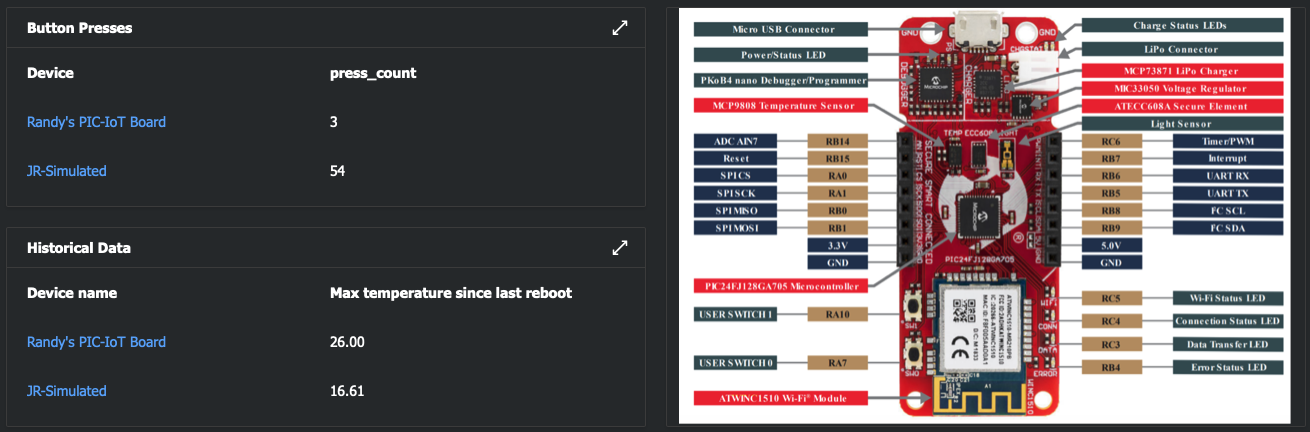 Button Presses
Device press_count
Randy's PIC-IoT Board 3
JR-Simulated 54
Historical Data
Device name Max temperature since last reboot
Randy's PIC-IoT Board 26.00
JR-Simulated 16.61
Micro USB Connector
Power/Status LED
PKoB4 nano Debugger/Programmer
MCP9808 Temperature Sensor
ADC AIN7 RB14
Reset RB15
SPI CS RA0
SPI SCK RA1
SPI MISO RB0
SPI MOSI RB1
3.3V
GND
PIC24FJ128GA705 Microcontroller
USER SWITCH 1 RA10
USER SWITCH 0 RA7
ATWINC1510 Wi-Fi® Module
GND
GND
CHGSTAT
DEBUGGER
CHARGER
MICROCHIP
TEMP ECC608 LIGHT
SECURE SMART CONNECTED
MICROCHIP
PIC24FJ128GA705
SW1
SW0
WIFI
CONN
DATA
ERROR
ATWINC1510-MR210PB
CE
A1
WINC1510
Charge Status LEDs
LiPo Connector
MCP73871 LiPo Charger
MIC33050 Voltage Regulator
ATECC608A Secure Element
Light Sensor
RC6 Timer/PWM
RB7 Interrupt
RB6 UART RX
RB5 UART TX
RB8 I²C SCL
RB9 I²C SDA
5.0V
GND
RC5 Wi-Fi Status LED
RC4 Connection Status LED
RC3 Data Transfer LED
RB4 Error Status LED